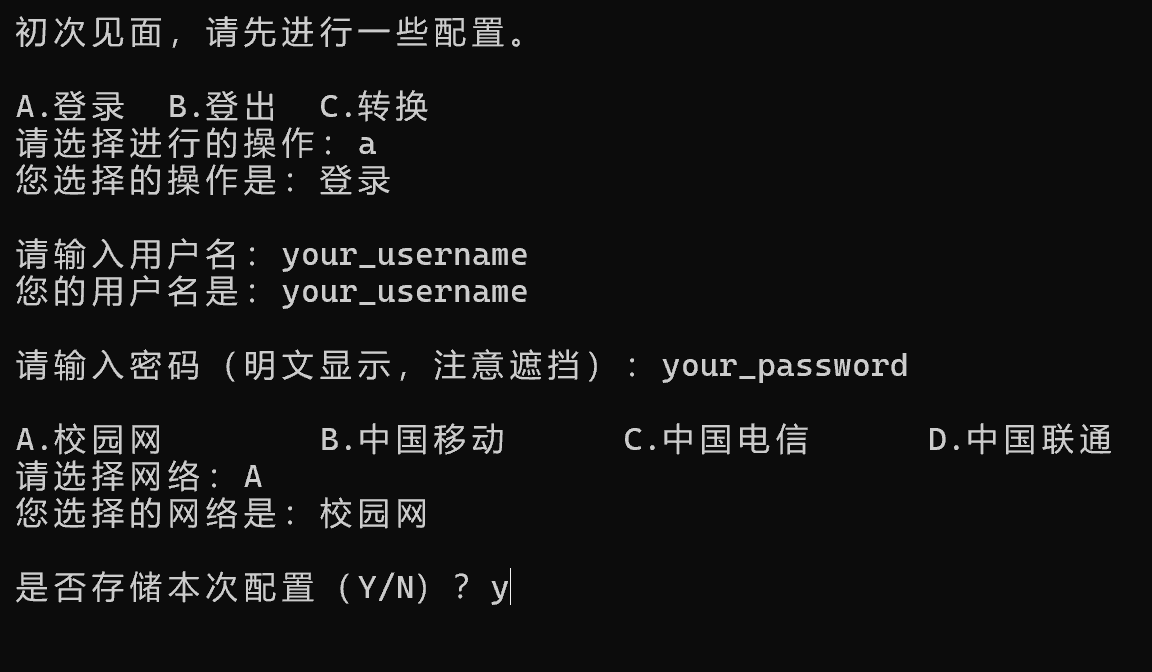 初次见面，请先进行一些配置。
A.登录 B.登出 C.转换
请选择进行的操作：a
您选择的操作是：登录
请输入用户名：your_username
您的用户名是：your_username
请输入密码（明文显示，注意遮挡）：your_password
A.校园网 B.中国移动 C.中国电信 D.中国联通
请选择网络：A
您选择的网络是：校园网
是否存储本次配置（Y/N）？y